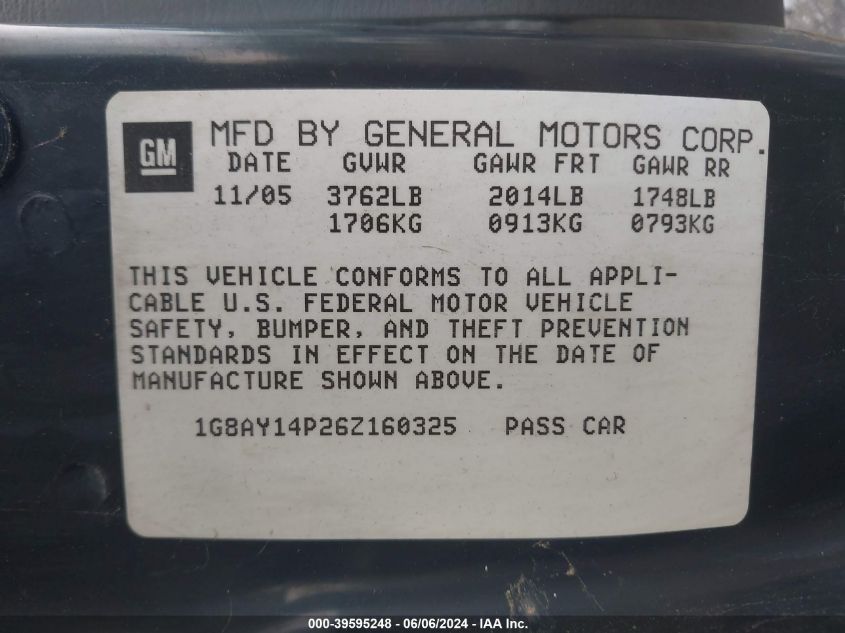 GM
MFD BY GENERAL MOTORS CORP.
DATE GVWR GAWR FRT GAWR RR
11/05 3762LB 2014LB 1748LB
1706KG 0913KG 0793KG
THIS VEHICLE CONFORMS TO ALL APPLI-
CABLE U.S. FEDERAL MOTOR VEHICLE
SAFETY, BUMPER, AND THEFT PREVENTION
STANDARDS IN EFFECT ON THE DATE OF
MANUFACTURE SHOWN ABOVE.
1G8AY14P26Z160325 PASS CAR
000-39595248 - 06/06/2024 - IAA Inc.